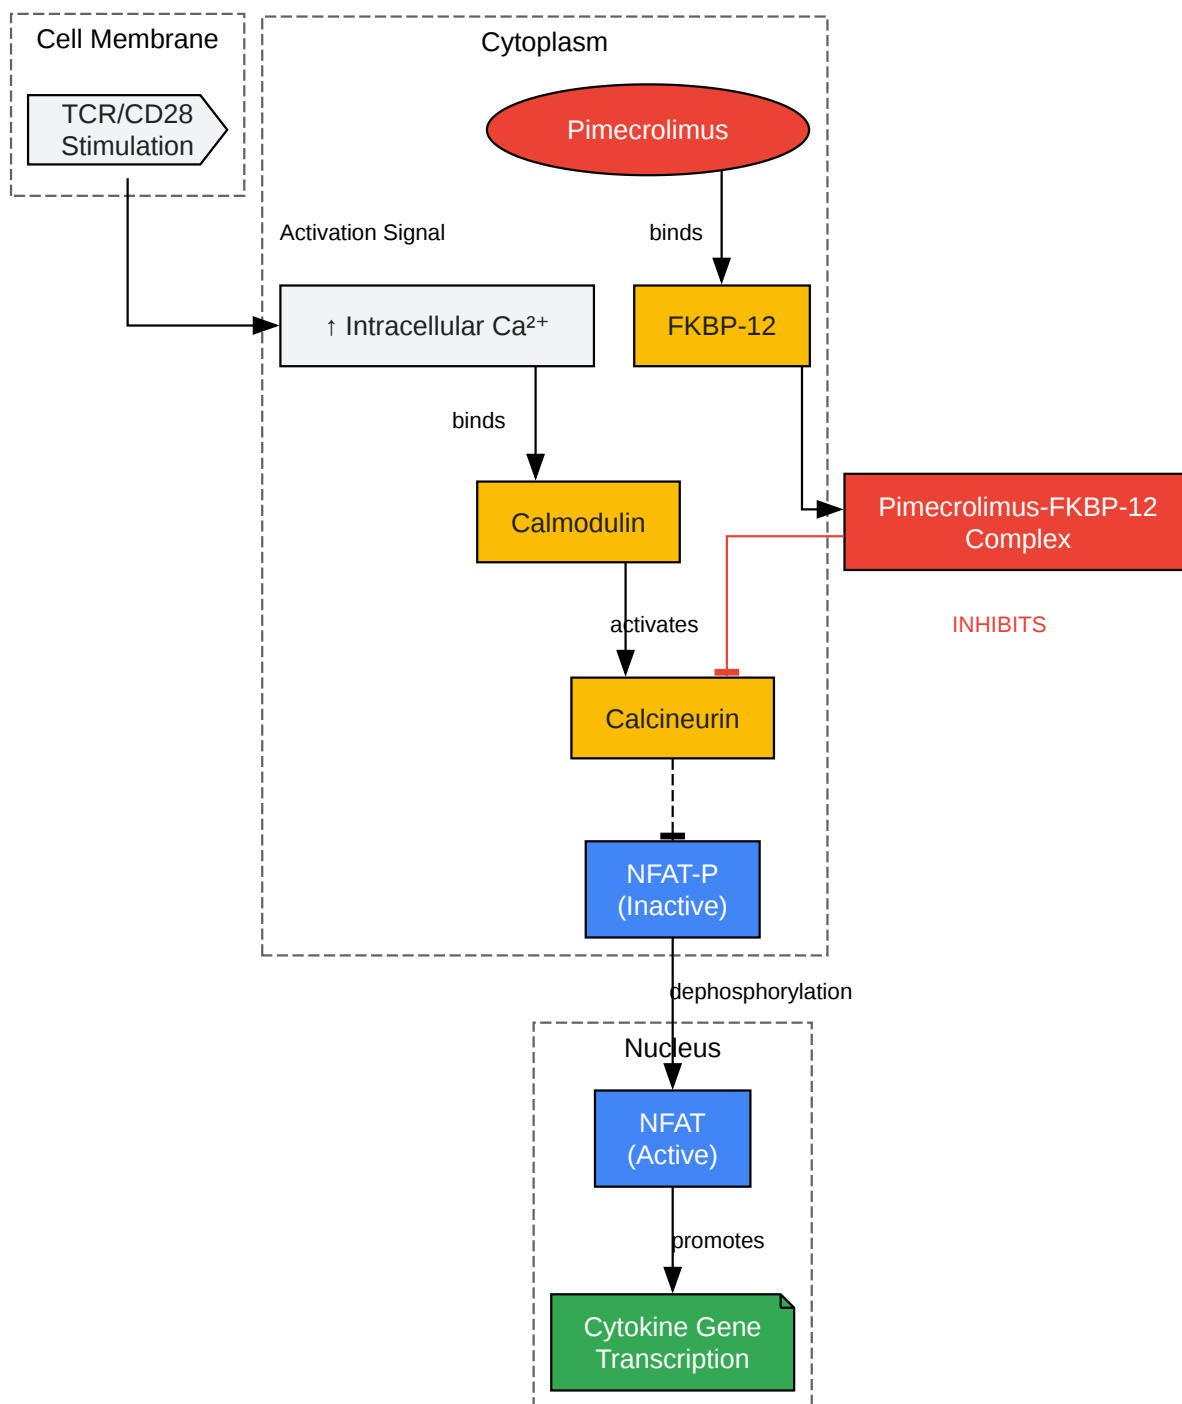 Cell Membrane
Cytoplasm
TCR/CD28
Stimulation
Pimecrolimus
Activation Signal
binds
↑ Intracellular Ca²⁺
FKBP-12
binds
Calmodulin
Pimecrolimus-FKBP-12
Complex
activates
INHIBITS
Calcineurin
NFAT-P
(Inactive)
dephosphorylation
Nucleus
NFAT
(Active)
promotes
Cytokine Gene
Transcription